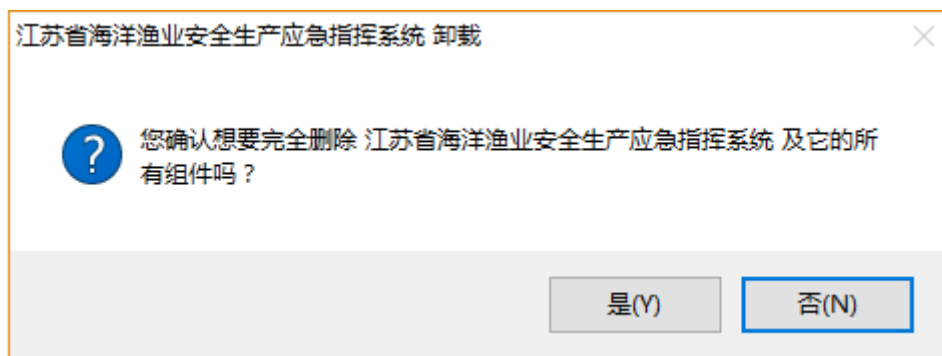 江苏省海洋渔业安全生产应急指挥系统 卸载
您确认想要完全删除 江苏省海洋渔业安全生产应急指挥系统 及它的所
有组件吗？
是(Y)
否(N)